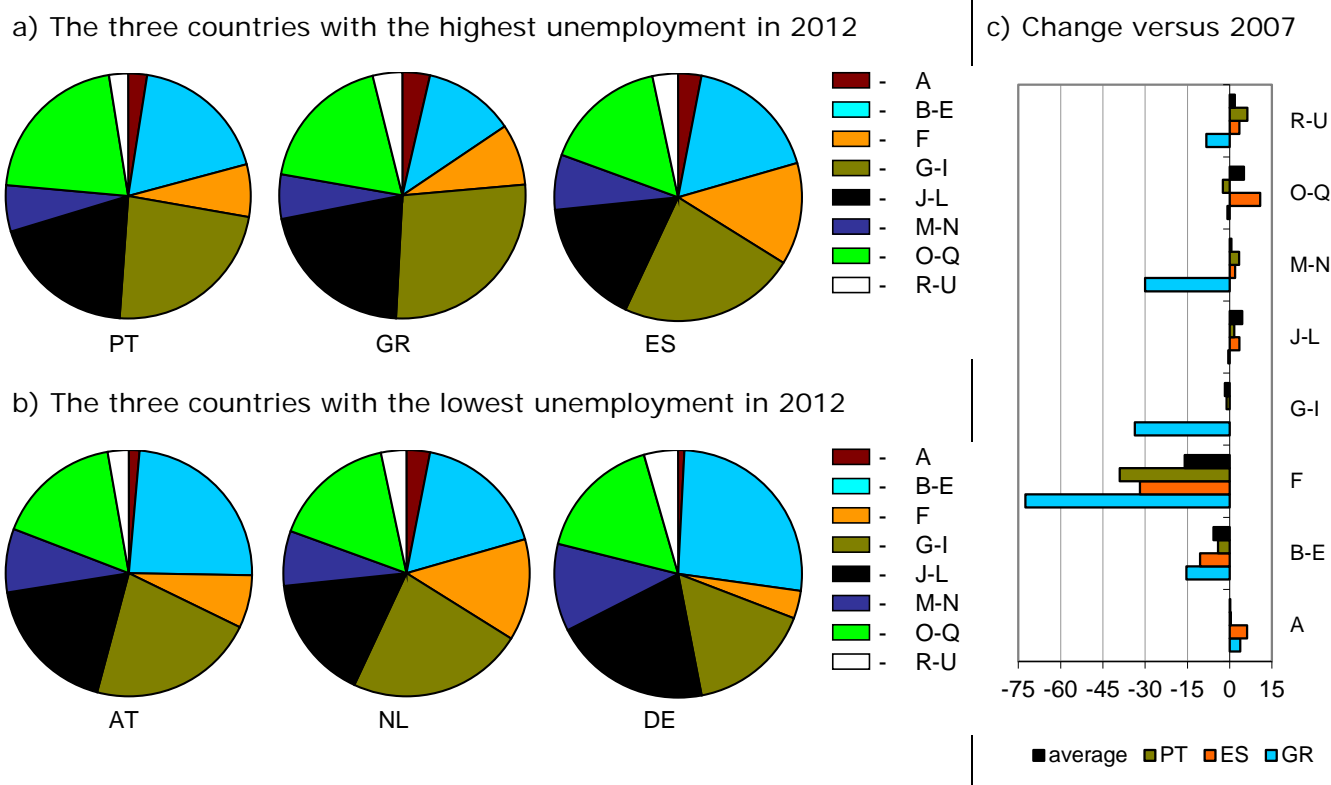 a) The three countries with the highest unemployment in 2012
- A
- B-E
- F
- G-I
- J-L
- M-N
- O-Q
- R-U
PT GR ES
b) The three countries with the lowest unemployment in 2012
- A
- B-E
- F
- G-I
- J-L
- M-N
- O-Q
- R-U
AT NL DE
c) Change versus 2007
R-U
O-Q
M-N
J-L
G-I
F
B-E
A
-75 -60 -45 -30 -15 0 15
average PT ES GR